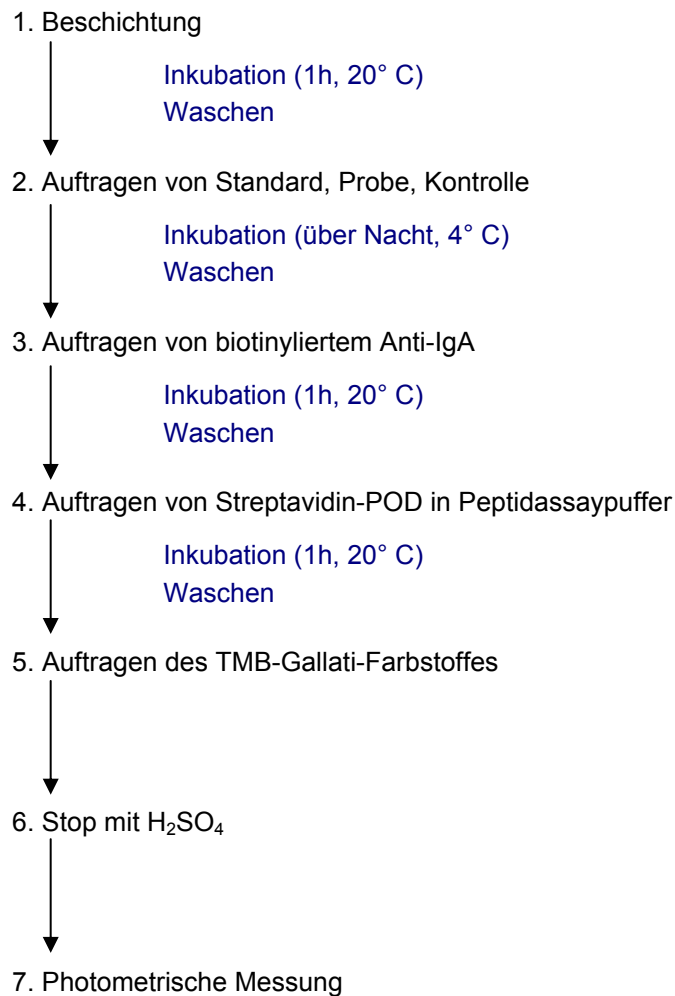 1. Beschichtung
Inkubation (1h, 20° C)
Waschen
2. Auftragen von Standard, Probe, Kontrolle
Inkubation (über Nacht, 4° C)
Waschen
3. Auftragen von biotinyliertem Anti-IgA
Inkubation (1h, 20° C)
Waschen
4. Auftragen von Streptavidin-POD in Peptidassaypuffer
Inkubation (1h, 20° C)
Waschen
5. Auftragen des TMB-Gallati-Farbstoffes
6. Stop mit H₂SO₄
7. Photometrische Messung